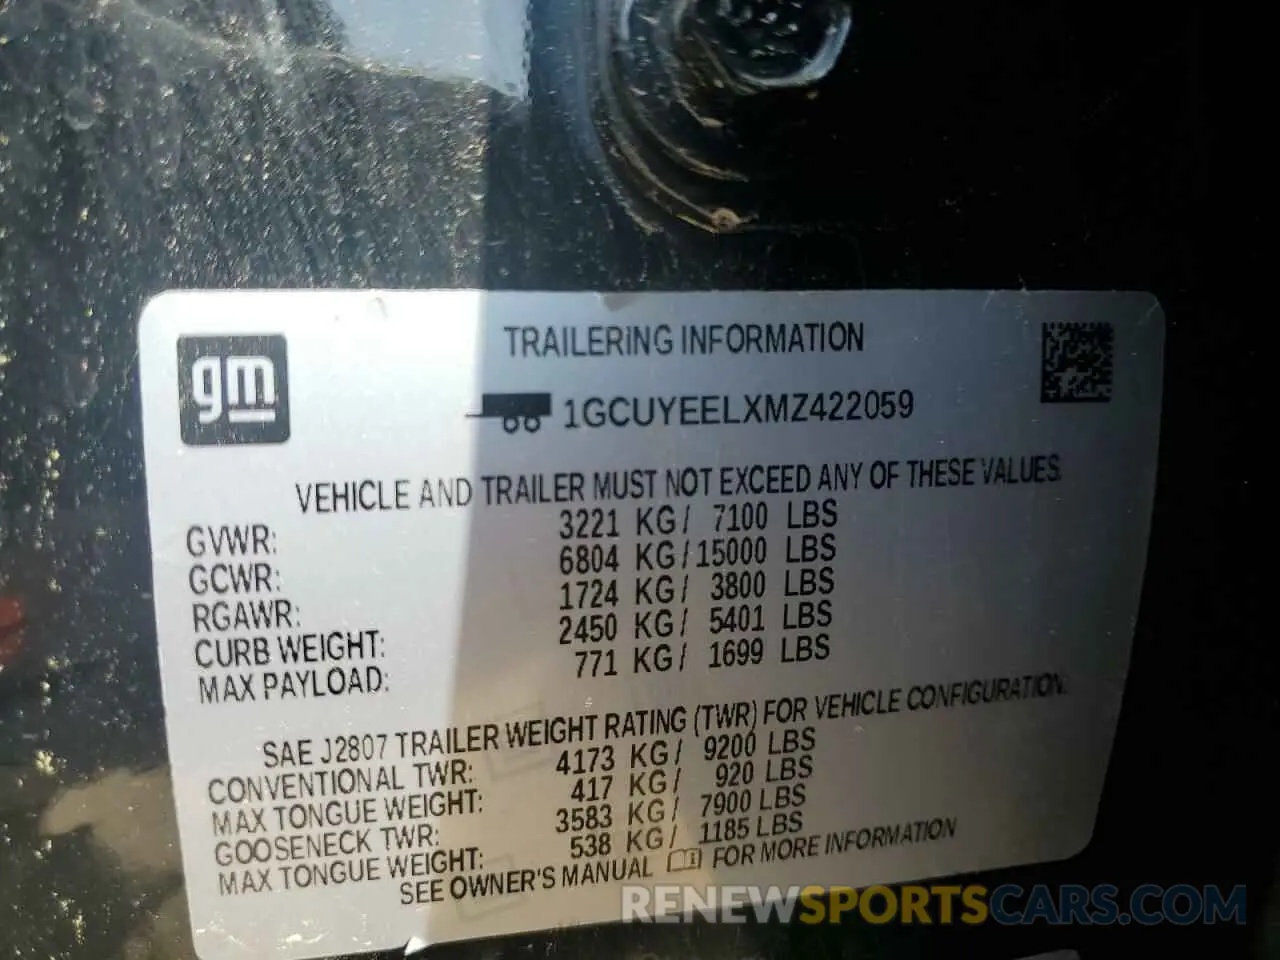 gm
TRAILERING INFORMATION
1GCUYEELXMZ422059
VEHICLE AND TRAILER MUST NOT EXCEED ANY OF THESE VALUES.
GVWR: 3221 KG/ 7100 LBS
GCWR: 6804 KG/15000 LBS
RGAWR: 1724 KG/ 3800 LBS
CURB WEIGHT: 2450 KG/ 5401 LBS
MAX PAYLOAD: 771 KG/ 1699 LBS
SAE J2807 TRAILER WEIGHT RATING (TWR) FOR VEHICLE CONFIGURATION.
CONVENTIONAL TWR: 4173 KG/ 9200 LBS
MAX TONGUE WEIGHT: 417 KG/ 920 LBS
GOOSENECK TWR: 3583 KG/ 7900 LBS
MAX TONGUE WEIGHT: 538 KG/ 1185 LBS
SEE OWNER'S MANUAL FOR MORE INFORMATION
RENEWSPORTSCARS.COM